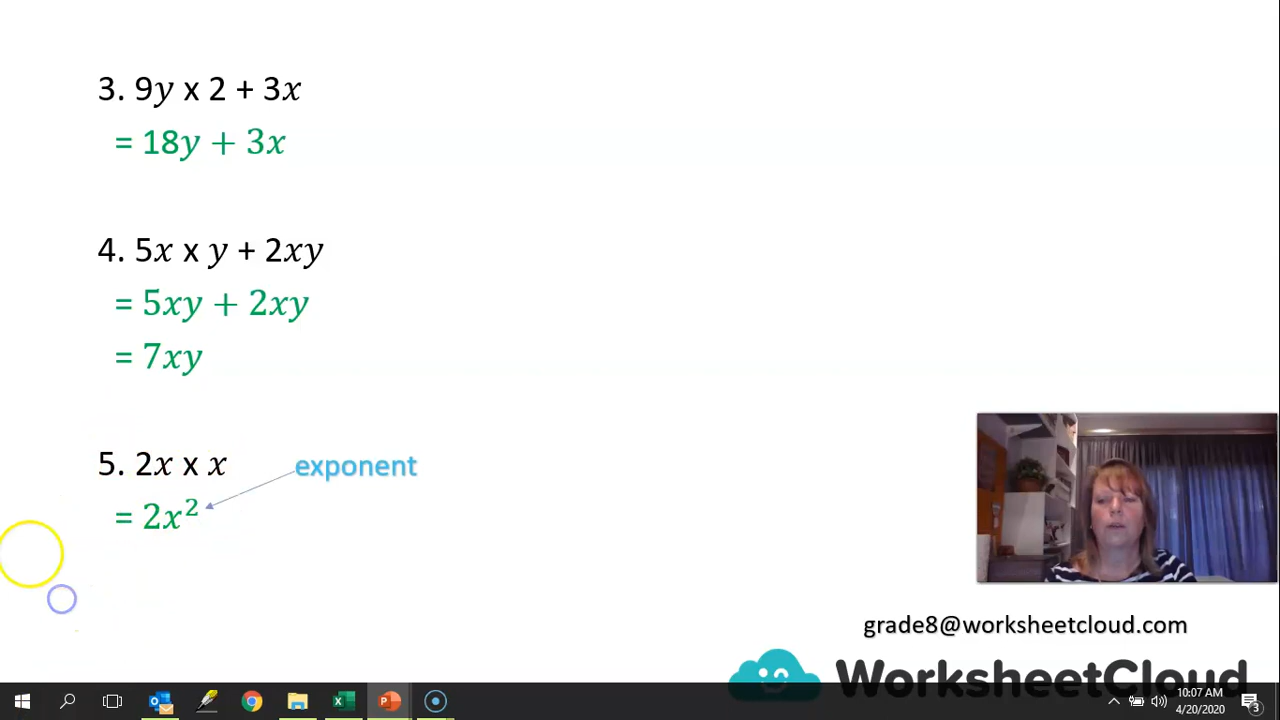 3. 9y x 2 + 3x
= 18y + 3x
4. 5x x y + 2xy
= 5xy + 2xy
= 7xy
5. 2x x x
exponent
= 2x²
grade8@worksheetcloud.com
WorksheetCloud
10:07 AM
4/20/2020
3